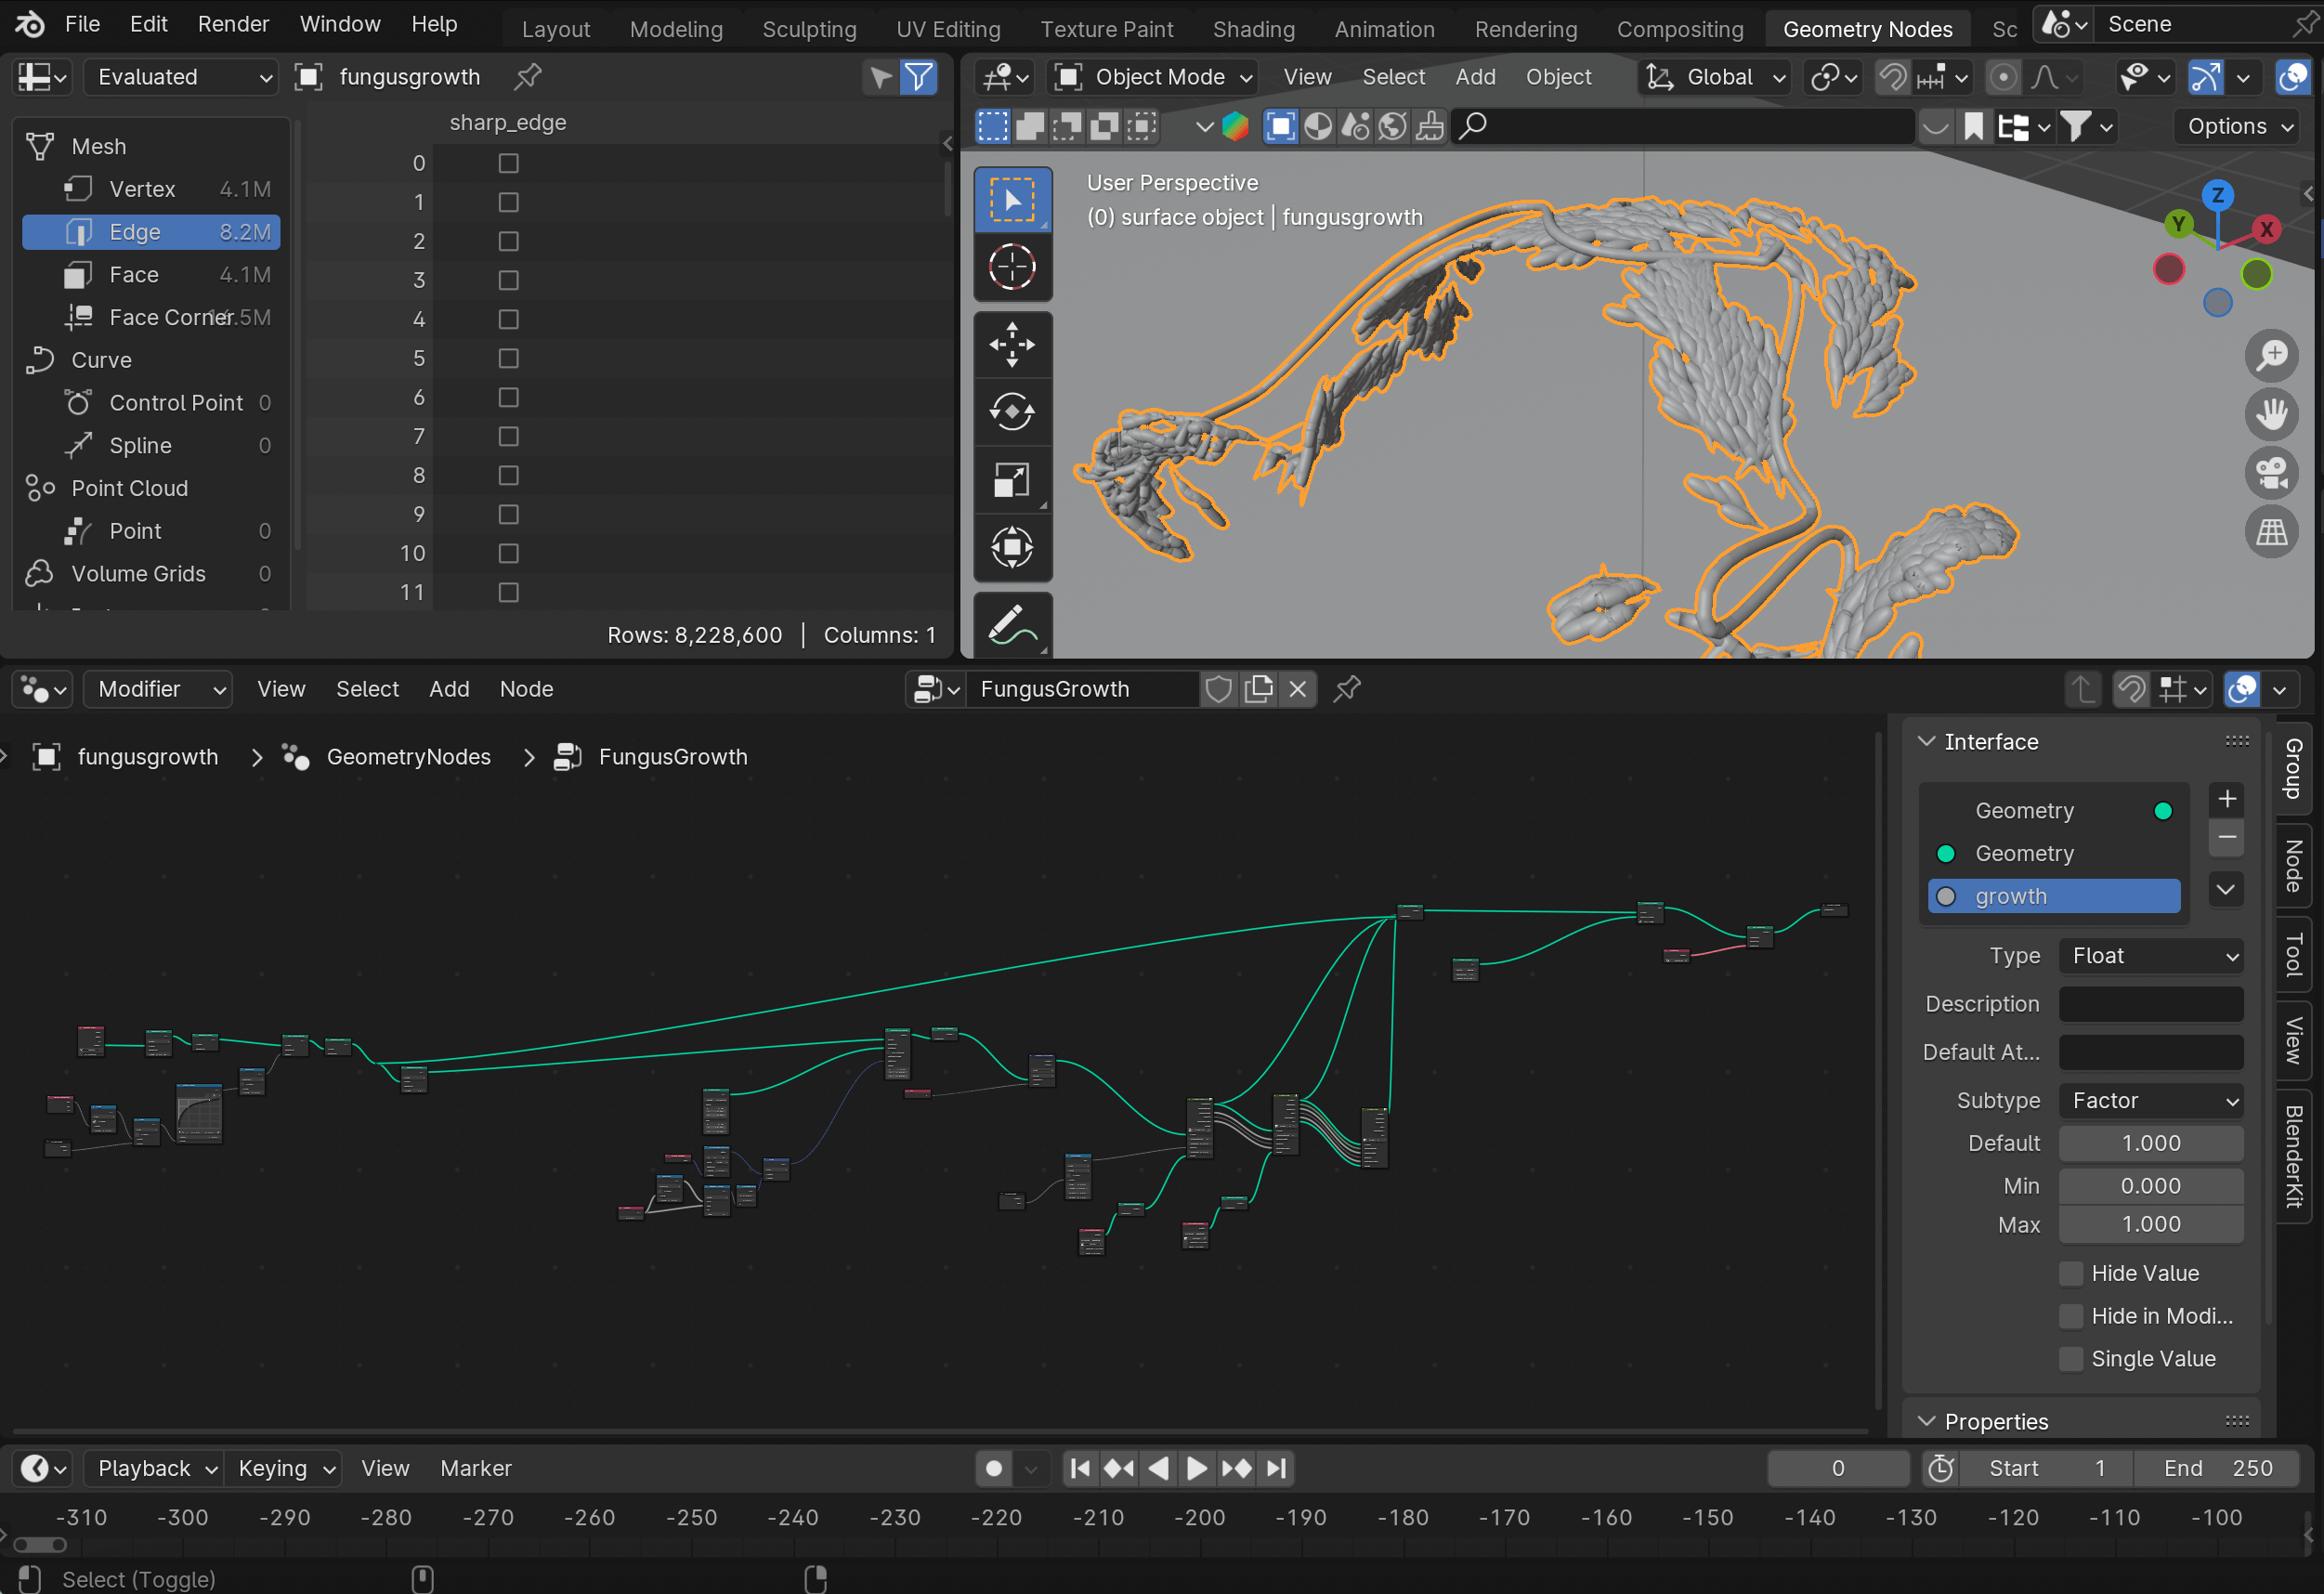 File Edit Render Window Help Layout Modeling Sculpting UV Editing Texture Paint Shading Animation Rendering Compositing Geometry Nodes Sc Scene
Evaluated fungusgrowth
sharp_edge
Mesh
Vertex 4.1M
Edge 8.2M
Face 4.1M
Face Corner .5M
Curve
Control Point 0
Spline 0
Point Cloud
Point 0
Volume Grids 0
0
1
2
3
4
5
6
7
8
9
10
11
Rows: 8,228,600 | Columns: 1
Object Mode View Select Add Object Global
Options
User Perspective
(0) surface object | fungusgrowth
Z
Y
X
Modifier View Select Add Node FungusGrowth
fungusgrowth > GeometryNodes > FungusGrowth
Interface
Geometry
Geometry
growth
Type Float
Description
Default At...
Subtype Factor
Default 1.000
Min 0.000
Max 1.000
Hide Value
Hide in Modi...
Single Value
Properties
Group
Node
Tool
View
BlenderKit
Playback Keying View Marker 0 Start 1 End 250
-310 -300 -290 -280 -270 -260 -250 -240 -230 -220 -210 -200 -190 -180 -170 -160 -150 -140 -130 -120 -110 -100
Select (Toggle)